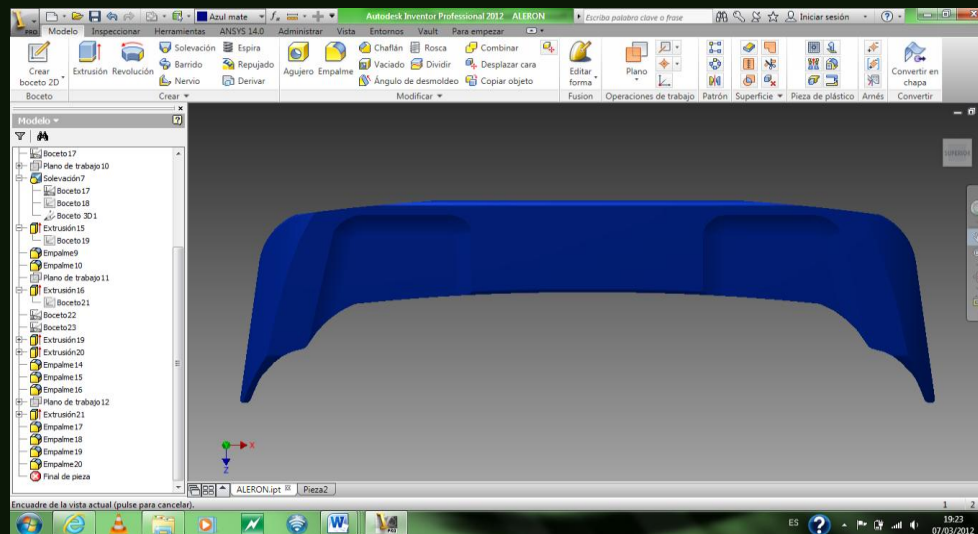 PRO
Azul mate
Autodesk Inventor Professional 2012 ALERON
Escriba palabra clave o frase
Iniciar sesión
Modelo Inspeccionar Herramientas ANSYS 14.0 Administrar Vista Entornos Vault Para empezar
Crear
boceto 2D
Extrusión Revolución
Solevación Espira
Barrido Repujado
Nervio Derivar
Agujero Empalme
Chaflán Rosca Combinar
Vaciado Dividir Desplazar cara
Ángulo de desmoldeo Copiar objeto
Editar
forma
Plano
Convertir en
chapa
Boceto Crear Modificar Fusion Operaciones de trabajo Patrón Superficie Pieza de plástico Arnés Convertir
Modelo
Boceto17
Plano de trabajo10
Solevación7
Boceto17
Boceto18
Boceto 3D1
Extrusión15
Boceto19
Empalme9
Empalme10
Plano de trabajo11
Extrusión16
Boceto21
Boceto22
Boceto23
Extrusión19
Extrusión20
Empalme14
Empalme15
Empalme16
Plano de trabajo12
Extrusión21
Empalme17
Empalme18
Empalme19
Empalme20
Final de pieza
X
Z
ALERON.ipt Pieza2
Encuadre de la vista actual (pulse para cancelar).
1 2
ES
19:23
07/03/2012